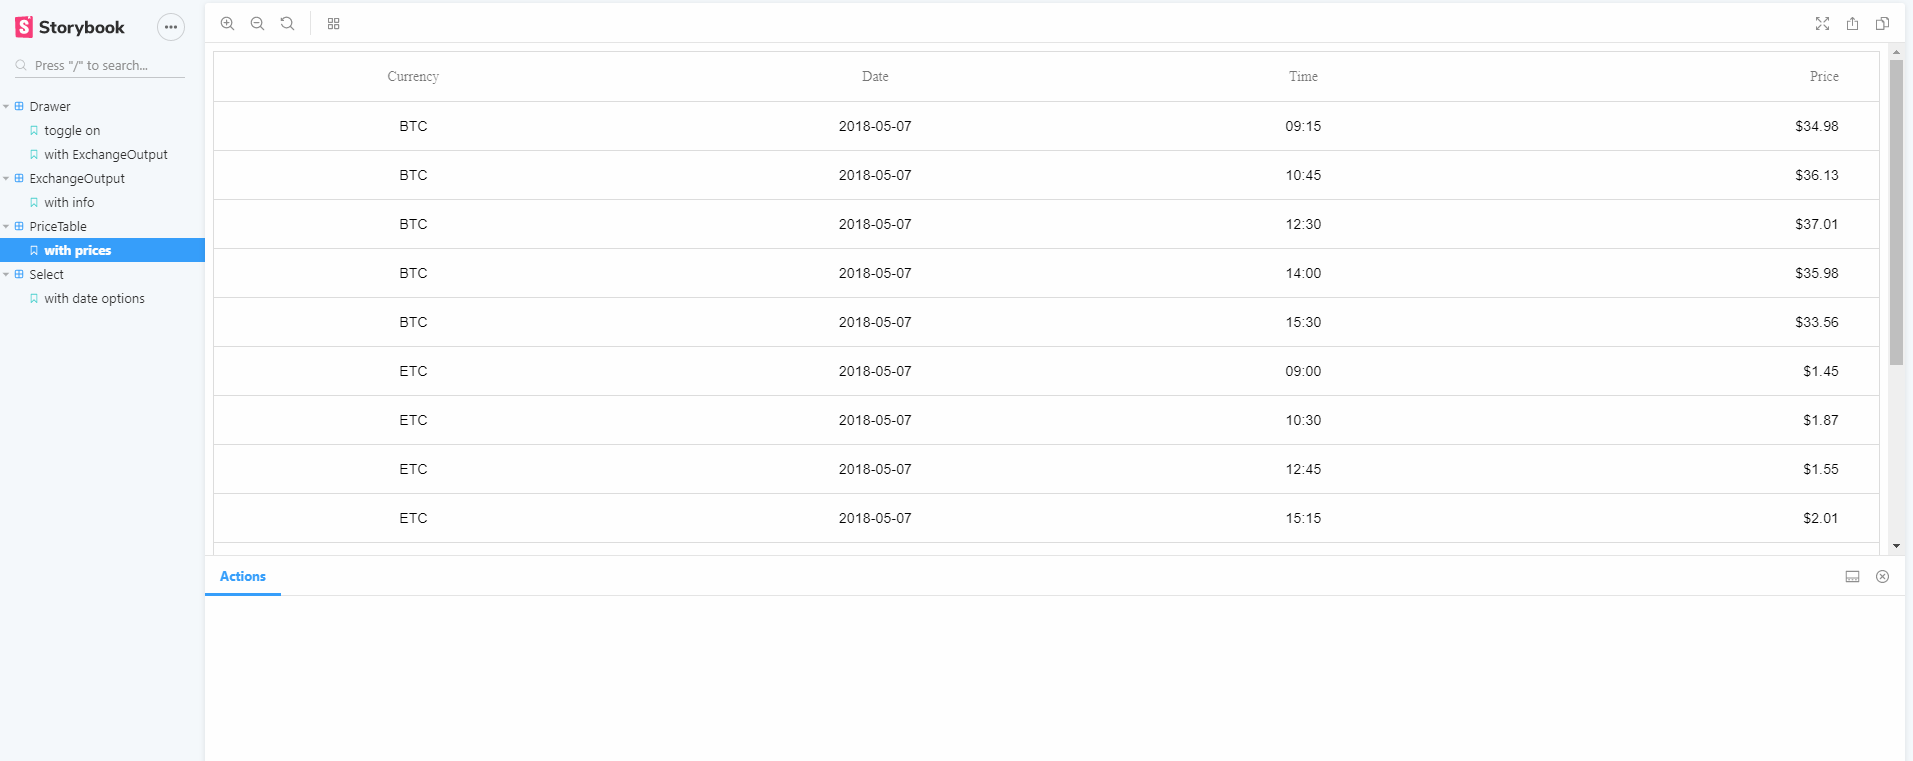 Storybook
Press "/" to search...
Drawer
toggle on
with ExchangeOutput
ExchangeOutput
with info
PriceTable
with prices
Select
with date options
Currency Date Time Price
BTC 2018-05-07 09:15 $34.98
BTC 2018-05-07 10:45 $36.13
BTC 2018-05-07 12:30 $37.01
BTC 2018-05-07 14:00 $35.98
BTC 2018-05-07 15:30 $33.56
ETC 2018-05-07 09:00 $1.45
ETC 2018-05-07 10:30 $1.87
ETC 2018-05-07 12:45 $1.55
ETC 2018-05-07 15:15 $2.01
Actions